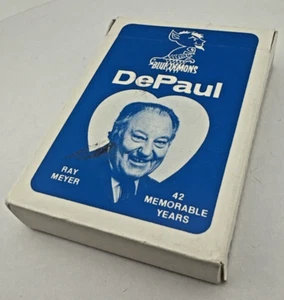 BLUE DEMONS
DePaul
RAY
MEYER
42
MEMORABLE
YEARS